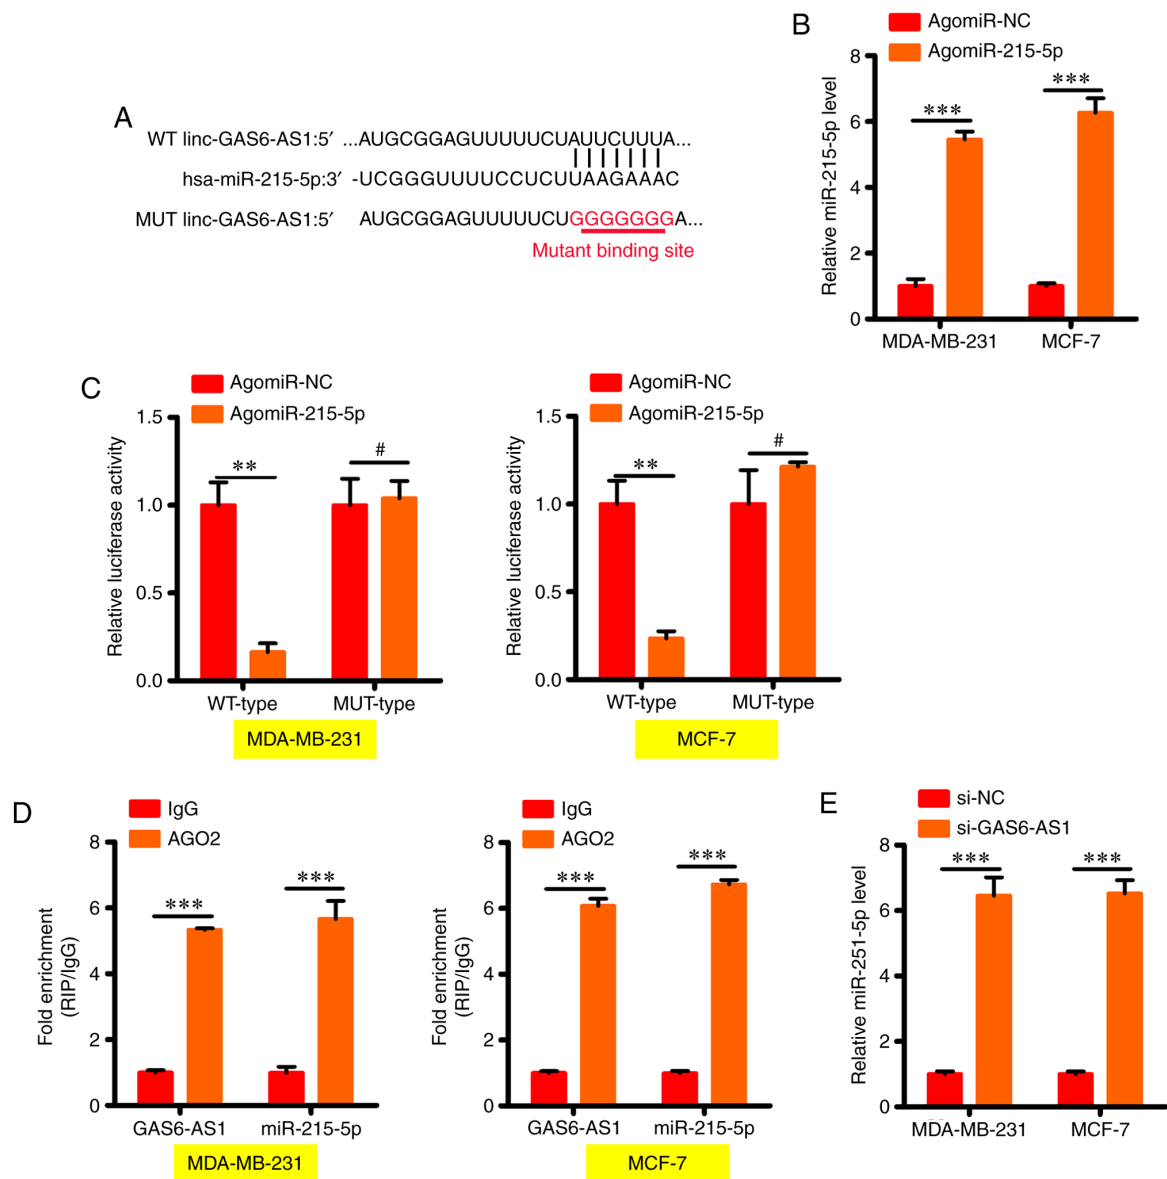 A
WT linc-GAS6-AS1:5′ ...AUGCGGAGUUUUUCUAUUCUUUA...
hsa-miR-215-5p:3′ -UCGGGUUUUCCUCUUAAGAAAC
MUT linc-GAS6-AS1:5′ AUGCGGAGUUUUUCUGGGGGGGA...
Mutant binding site
B
AgomiR-NC
AgomiR-215-5p
Relative miR-215-5p level
8
6
4
2
0
***
***
MDA-MB-231
MCF-7
C
AgomiR-NC
AgomiR-215-5p
Relative luciferase activity
1.5
1.0
0.5
0.0
**
#
WT-type
MUT-type
MDA-MB-231
AgomiR-NC
AgomiR-215-5p
Relative luciferase activity
1.5
1.0
0.5
0.0
**
#
WT-type
MUT-type
MCF-7
D
IgG
AGO2
Fold enrichment
(RIP/IgG)
8
6
4
2
0
***
***
GAS6-AS1
miR-215-5p
MDA-MB-231
IgG
AGO2
Fold enrichment
(RIP/IgG)
8
6
4
2
0
***
***
GAS6-AS1
miR-215-5p
MCF-7
E
si-NC
si-GAS6-AS1
Relative miR-251-5p level
8
6
4
2
0
***
***
MDA-MB-231
MCF-7